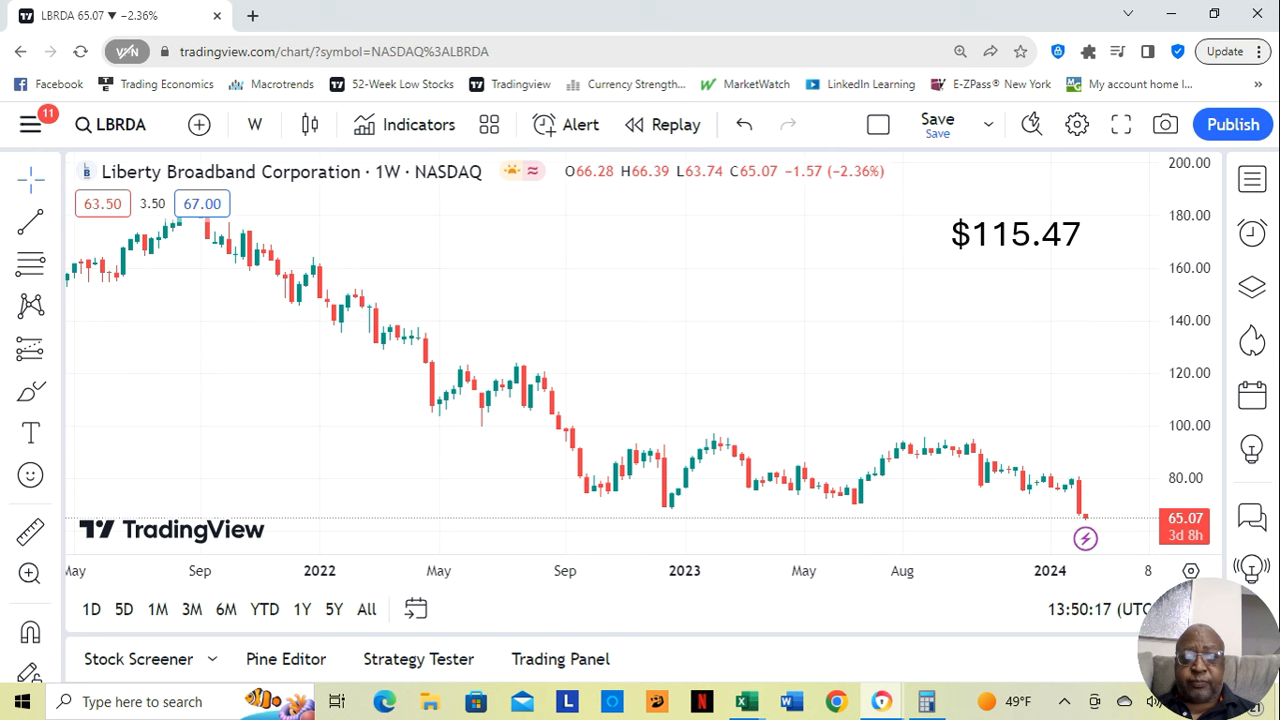 LBRDA 65.07 ▼ −2.36%
tradingview.com/chart/?symbol=NASDAQ%3ALBRDA
Update
Facebook
Trading Economics
Macrotrends
52-Week Low Stocks
Tradingview
Currency Strength...
MarketWatch
LinkedIn Learning
E-ZPass® New York
My account home I...
11
LBRDA
W
Indicators
Alert
Replay
Save
Save
Publish
Liberty Broadband Corporation · 1W · NASDAQ
O66.28 H66.39 L63.74 C65.07 −1.57 (−2.36%)
63.50 3.50 67.00
$115.47
200.00
180.00
160.00
140.00
120.00
100.00
80.00
65.07
3d 8h
TradingView
May Sep 2022 May Sep 2023 May Aug 2024 8
1D 5D 1M 3M 6M YTD 1Y 5Y All
13:50:17 (UTC
Stock Screener
Pine Editor
Strategy Tester
Trading Panel
Type here to search
49°F